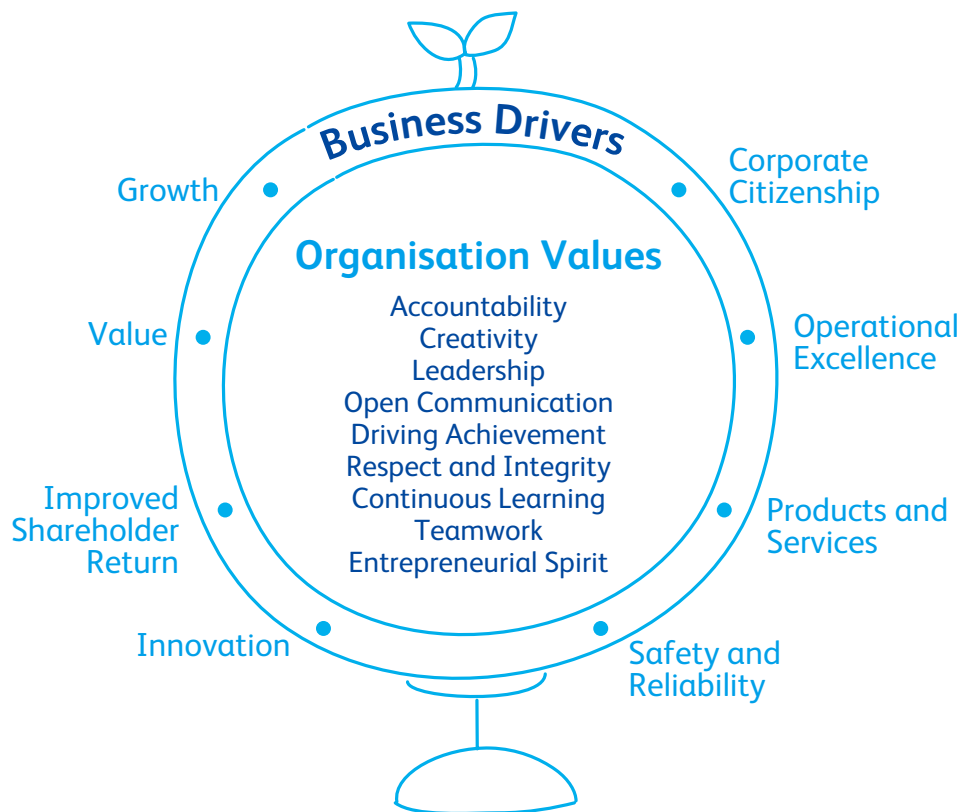 Business Drivers
Growth
Corporate
Citizenship
Organisation Values
Accountability
Creativity
Leadership
Open Communication
Driving Achievement
Respect and Integrity
Continuous Learning
Teamwork
Entrepreneurial Spirit
Value
Operational
Excellence
Improved
Shareholder
Return
Products and
Services
Innovation
Safety and
Reliability